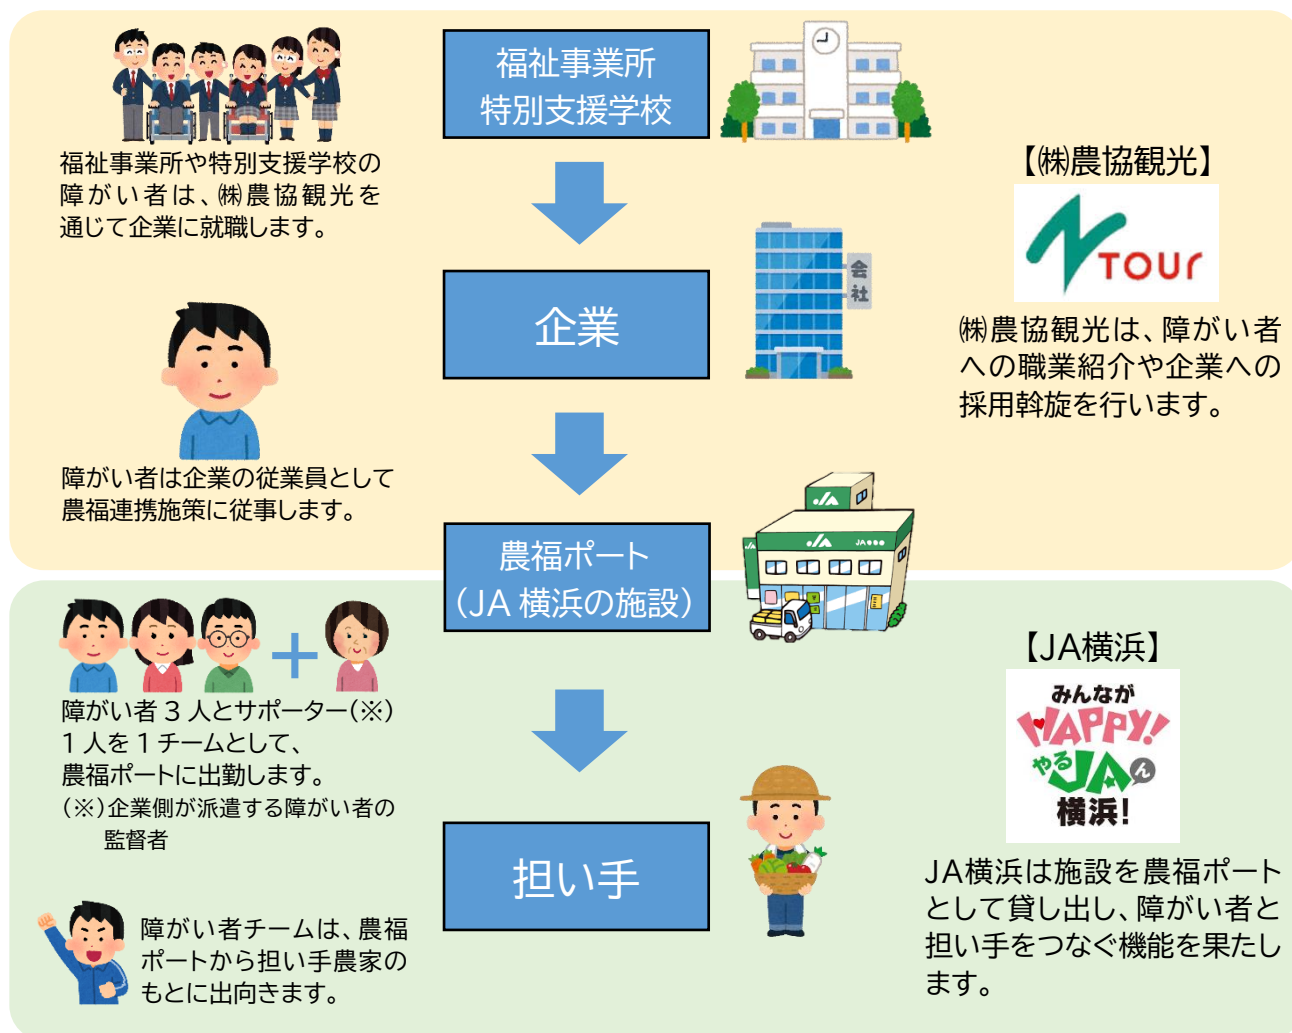 福祉事業所
特別支援学校
福祉事業所や特別支援学校の
障がい者は、㈱農協観光を
通じて企業に就職します。
【㈱農協観光】
N TOUR
㈱農協観光は、障がい者
への職業紹介や企業への
採用斡旋を行います。
企業
会社
障がい者は企業の従業員として
農福連携施策に従事します。
農福ポート
（JA 横浜の施設）
JA
JA
JA
JA●●●
障がい者 3 人とサポーター（※）
1 人を 1 チームとして、
農福ポートに出勤します。
（※）企業側が派遣する障がい者の
監督者
【JA横浜】
みんなが
HAPPY!
やるJAん
横浜!
JA横浜は施設を農福ポート
として貸し出し、障がい者と
担い手をつなぐ機能を果たし
ます。
担い手
障がい者チームは、農福
ポートから担い手農家の
もとに出向きます。